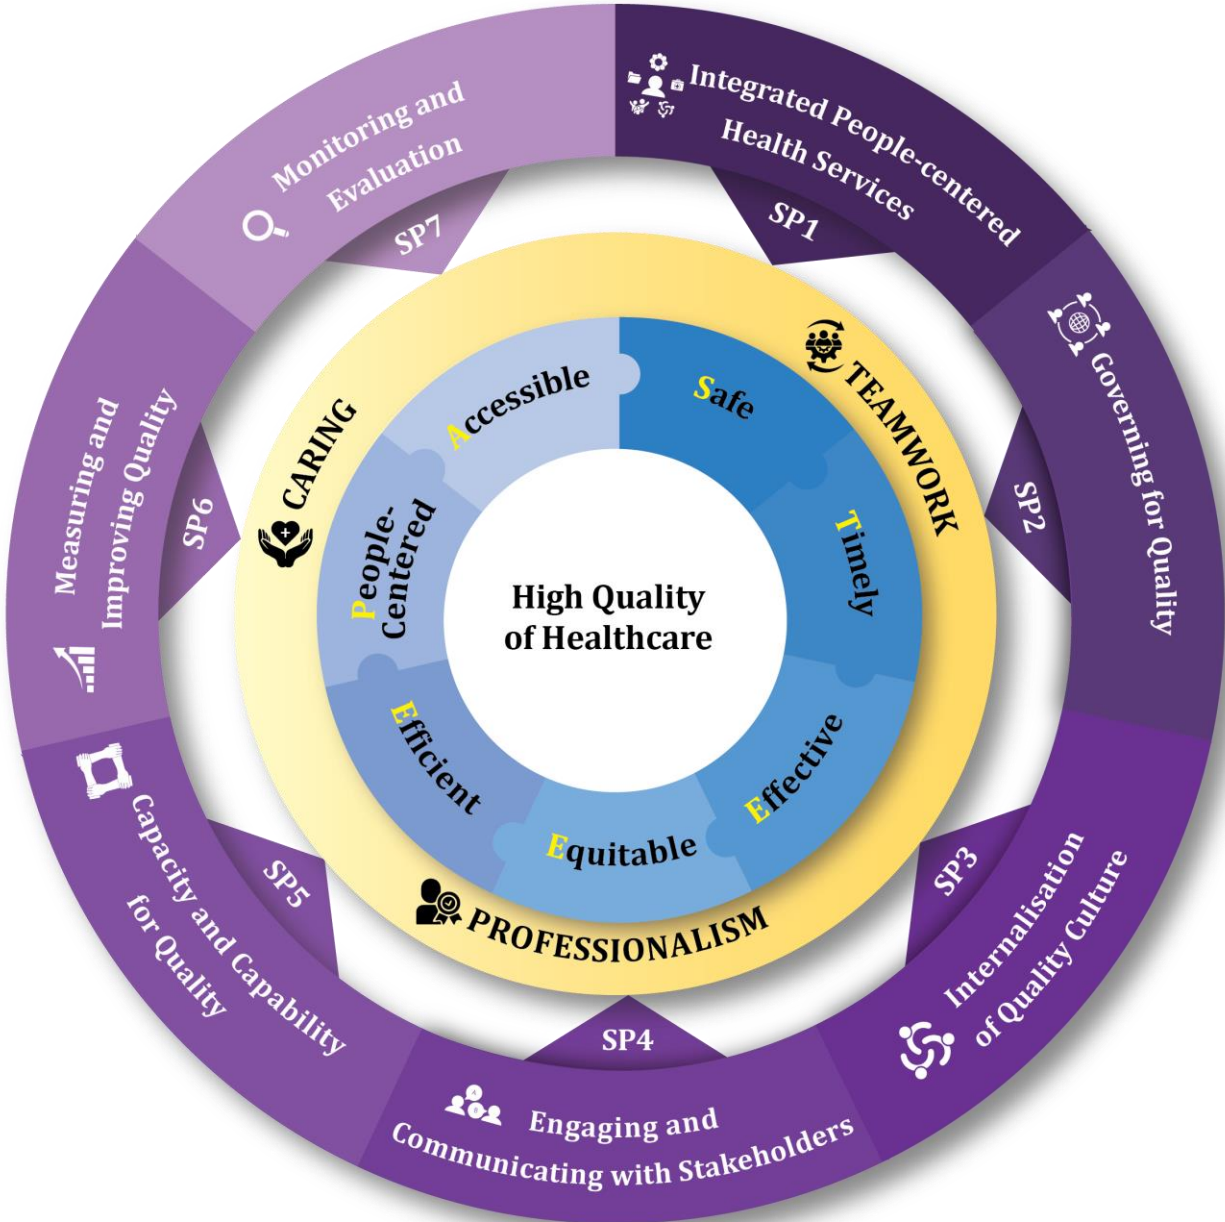 Integrated People-centered
Health Services
SP1
Governing for Quality
SP2
Internalisation
of Quality Culture
SP3
Engaging and
Communicating with Stakeholders
SP4
Capacity and Capability
for Quality
SP5
Measuring and
Improving Quality
SP6
Monitoring and
Evaluation
SP7
TEAMWORK
PROFESSIONALISM
CARING
Safe
Timely
Effective
Equitable
Efficient
People-
Centered
Accessible
High Quality
of Healthcare